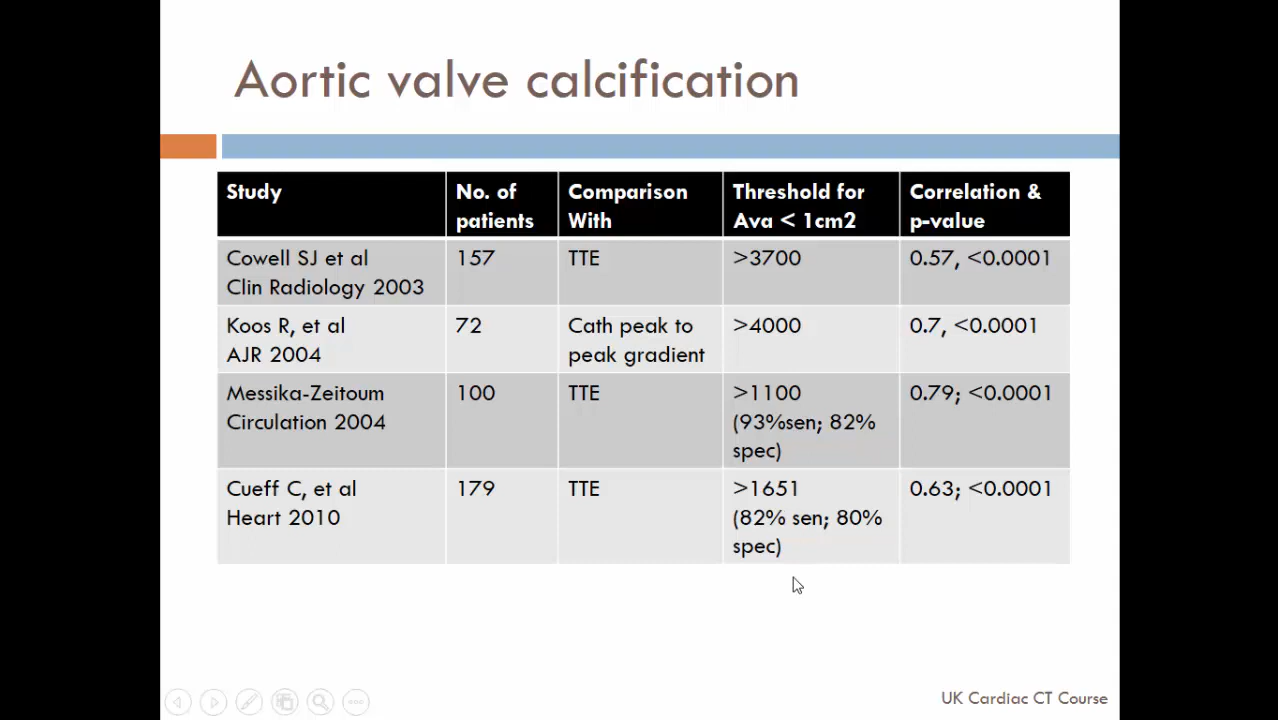 Aortic valve calcification
Study
No. of
patients
Comparison
With
Threshold for
Ava < 1cm2
Correlation &
p-value
Cowell SJ et al
Clin Radiology 2003
157
TTE
>3700
0.57, <0.0001
Koos R, et al
AJR 2004
72
Cath peak to
peak gradient
>4000
0.7, <0.0001
Messika-Zeitoum
Circulation 2004
100
TTE
>1100
(93%sen; 82%
spec)
0.79; <0.0001
Cueff C, et al
Heart 2010
179
TTE
>1651
(82% sen; 80%
spec)
0.63; <0.0001
UK Cardiac CT Course